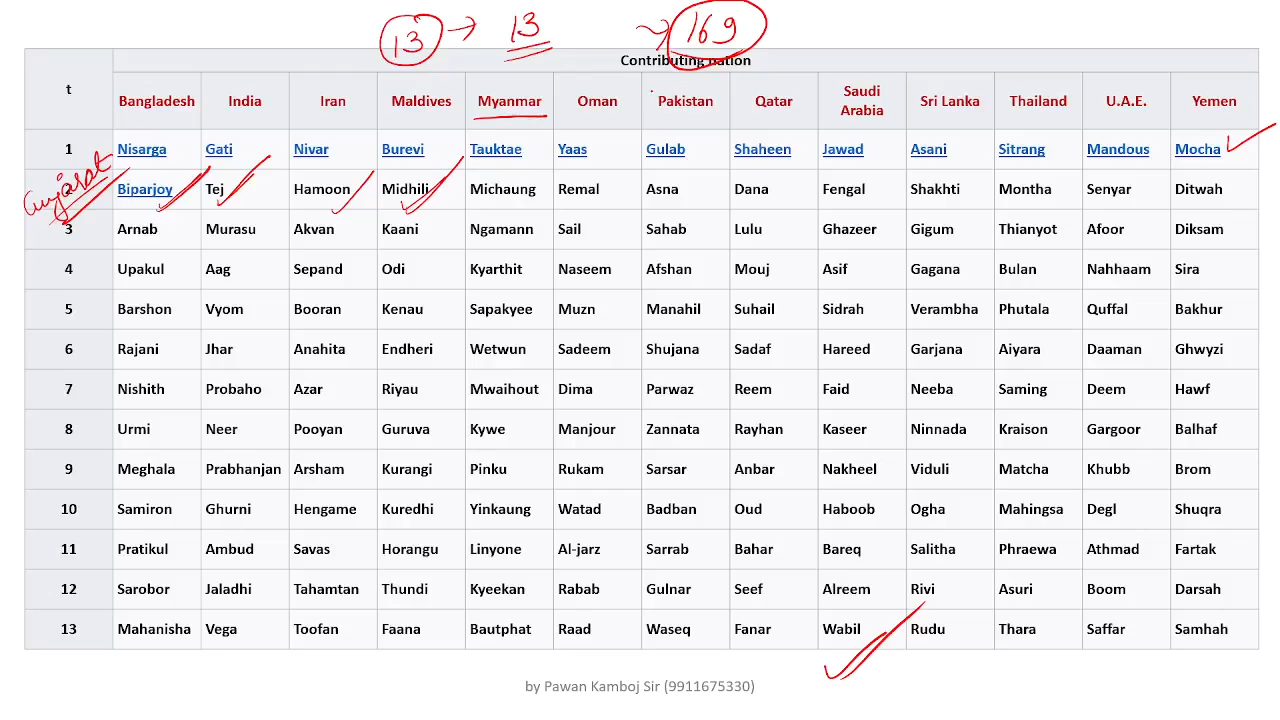 13 → 13 169
Contributing nation
t Bangladesh India Iran Maldives Myanmar Oman Pakistan Qatar Saudi Arabia Sri Lanka Thailand U.A.E. Yemen
1 Nisarga Gati Nivar Burevi Tauktae Yaas Gulab Shaheen Jawad Asani Sitrang Mandous Mocha
Gujarat
2 Biparjoy Tej Hamoon Midhili Michaung Remal Asna Dana Fengal Shakhti Montha Senyar Ditwah
3 Arnab Murasu Akvan Kaani Ngamann Sail Sahab Lulu Ghazeer Gigum Thianyot Afoor Diksam
4 Upakul Aag Sepand Odi Kyarthit Naseem Afshan Mouj Asif Gagana Bulan Nahhaam Sira
5 Barshon Vyom Booran Kenau Sapakyee Muzn Manahil Suhail Sidrah Verambha Phutala Quffal Bakhur
6 Rajani Jhar Anahita Endheri Wetwun Sadeem Shujana Sadaf Hareed Garjana Aiyara Daaman Ghwyzi
7 Nishith Probaho Azar Riyau Mwaihout Dima Parwaz Reem Faid Neeba Saming Deem Hawf
8 Urmi Neer Pooyan Guruva Kywe Manjour Zannata Rayhan Kaseer Ninnada Kraison Gargoor Balhaf
9 Meghala Prabhanjan Arsham Kurangi Pinku Rukam Sarsar Anbar Nakheel Viduli Matcha Khubb Brom
10 Samiron Ghurni Hengame Kuredhi Yinkaung Watad Badban Oud Haboob Ogha Mahingsa Degl Shuqra
11 Pratikul Ambud Savas Horangu Linyone Al-jarz Sarrab Bahar Bareq Salitha Phraewa Athmad Fartak
12 Sarobor Jaladhi Tahamtan Thundi Kyeekan Rabab Gulnar Seef Alreem Rivi Asuri Boom Darsah
13 Mahanisha Vega Toofan Faana Bautphat Raad Waseq Fanar Wabil Rudu Thara Saffar Samhah
by Pawan Kamboj Sir (9911675330)